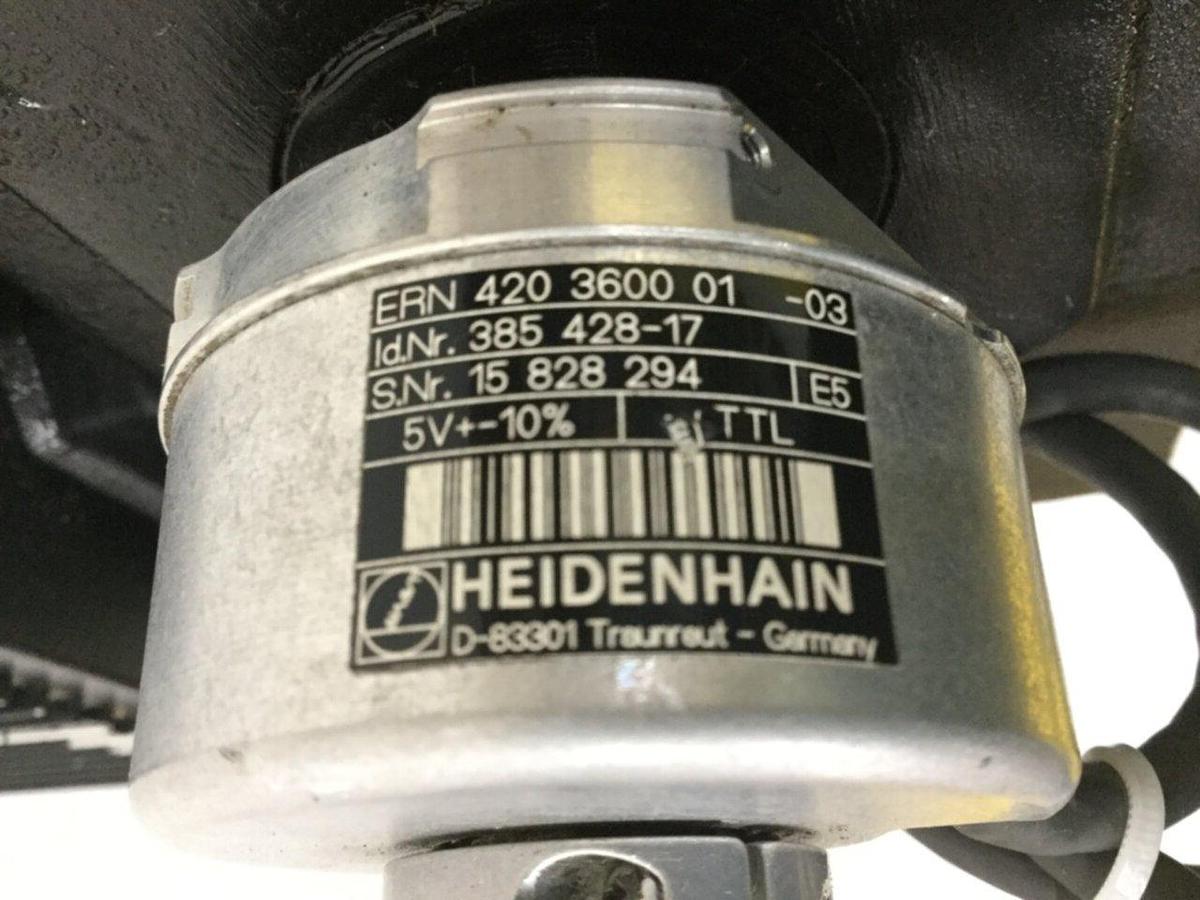 ERN 420 3600 01 -03
Id.Nr. 385 428-17
S.Nr. 15 828 294 E5
5V+-10% TTL
HEIDENHAIN
D-83301 Traunreut - Germany